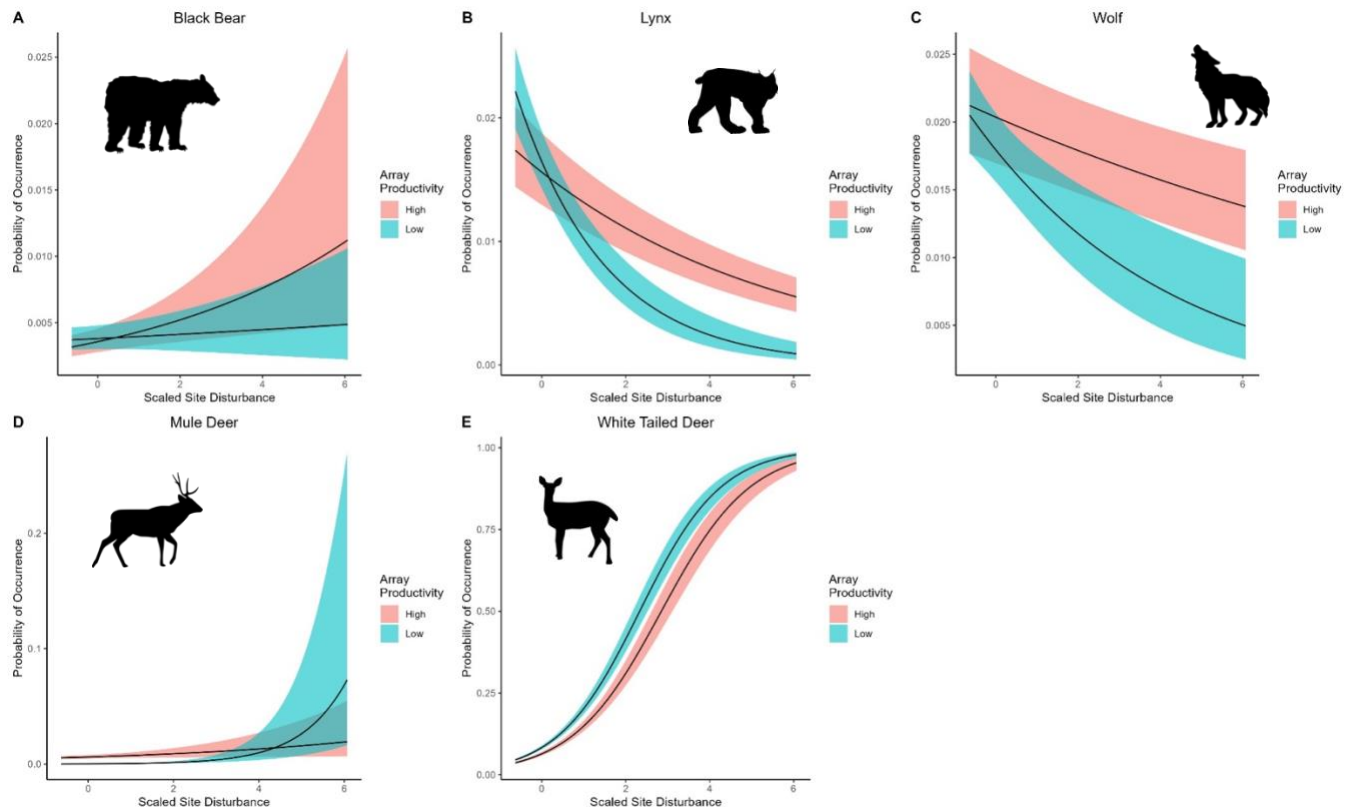 A
Black Bear
Probability of Occurrence
0.025
0.020
0.015
0.010
0.005
0
2
4
6
Scaled Site Disturbance
Array
Productivity
High
Low
B
Lynx
Probability of Occurrence
0.02
0.01
0.00
0
2
4
6
Scaled Site Disturbance
Array
Productivity
High
Low
C
Wolf
Probability of Occurrence
0.025
0.020
0.015
0.010
0.005
0
2
4
6
Scaled Site Disturbance
Array
Productivity
High
Low
D
Mule Deer
Probability of Occurrence
0.2
0.1
0.0
0
2
4
6
Scaled Site Disturbance
Array
Productivity
High
Low
E
White Tailed Deer
Probability of Occurrence
1.00
0.75
0.50
0.25
0.00
0
2
4
6
Scaled Site Disturbance
Array
Productivity
High
Low